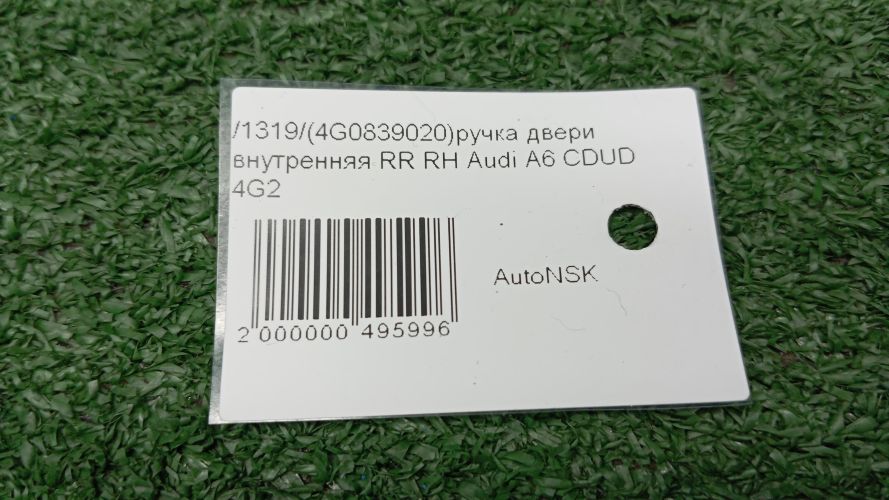 /1319/(4G0839020)ручка двери
внутренняя RR RH Audi A6 CDUD
4G2
AutoNSK
2 000000 495996